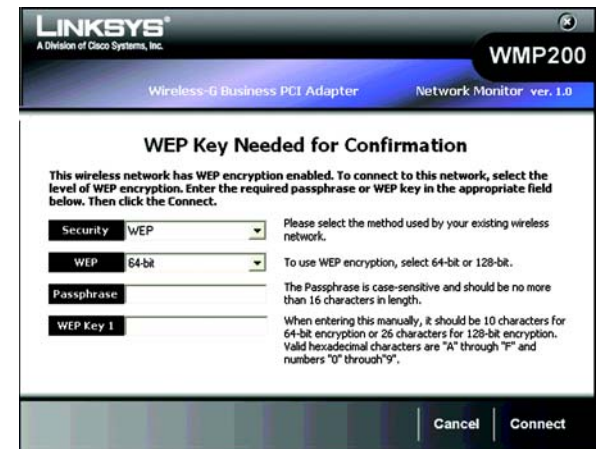 LINKSYS®
A Division of Cisco Systems, Inc.
WMP200
Wireless-G Business PCI Adapter
Network Monitor ver. 1.0
WEP Key Needed for Confirmation
This wireless network has WEP encryption enabled. To connect to this network, select the
level of WEP encryption. Enter the required passphrase or WEP key in the appropriate field
below. Then click the Connect.
Security WEP
Please select the method used by your existing wireless
network.
WEP 64-bit
To use WEP encryption, select 64-bit or 128-bit.
Passphrase
The Passphrase is case-sensitive and should be no more
than 16 characters in length.
WEP Key 1
When entering this manually, it should be 10 characters for
64-bit encryption or 26 characters for 128-bit encryption.
Valid hexadecimal characters are "A" through "F" and
numbers "0" through"9".
Cancel
Connect